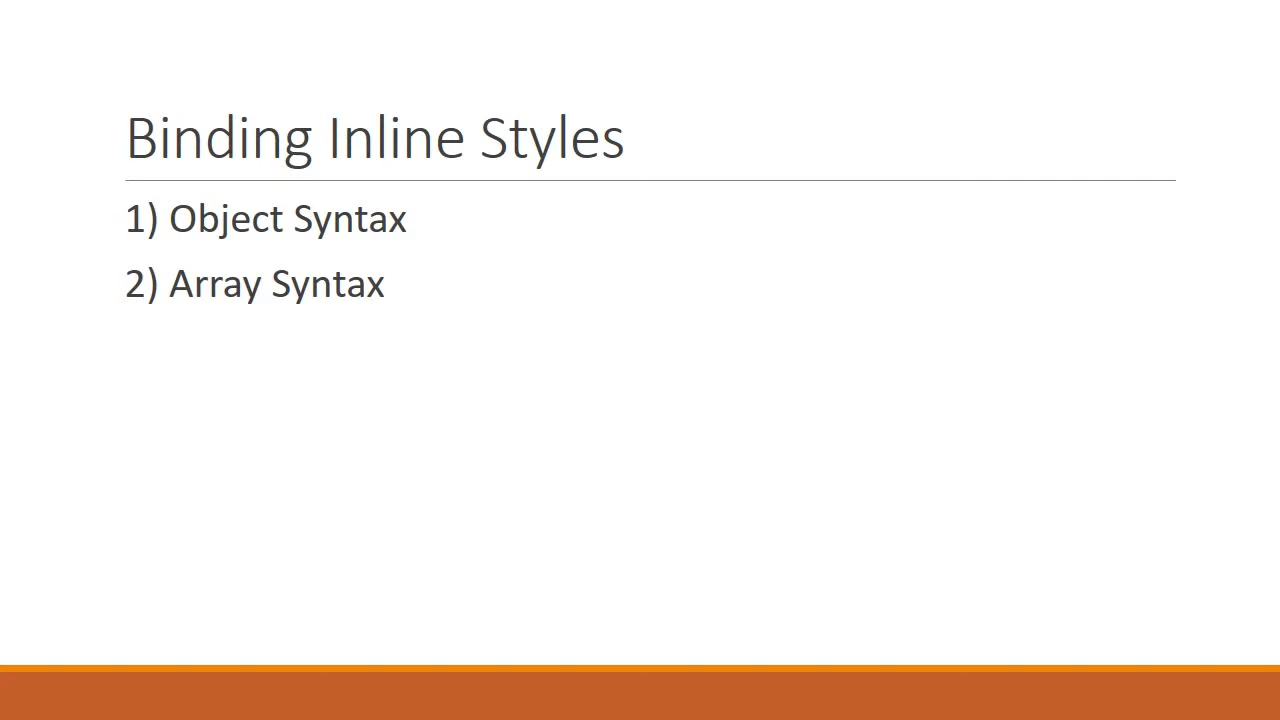 Binding Inline Styles
1) Object Syntax
2) Array Syntax